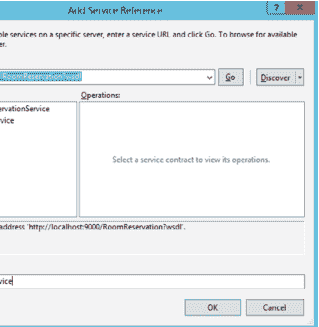 Add Service Reference
ble services on a specific server, enter a service URL and click Go. To browse for available
er.
Go
Discover
Operations:
ervationService
vice
Select a service contract to view its operations.
address 'http://localhost:9000/RoomReservation?wsdl'.
vice
OK
Cancel